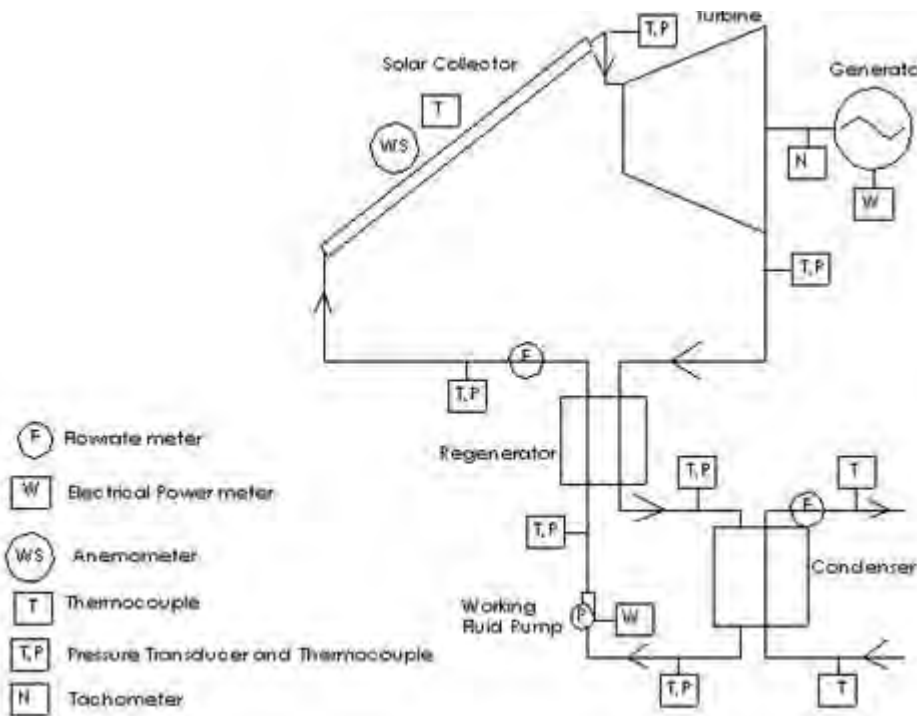 Turbine
T,P
Solar Collector
Generato
T
WS
N
W
T,P
F
T,P
Regenerator
T,P
T
F
T,P
Condenser
Working
Fluid Pump
P
W
T,P
T
F Flowrate meter
W Electrical Power meter
WS Anemometer
T Thermocouple
T,P Pressure Transducer and Thermocouple
N Tachometer